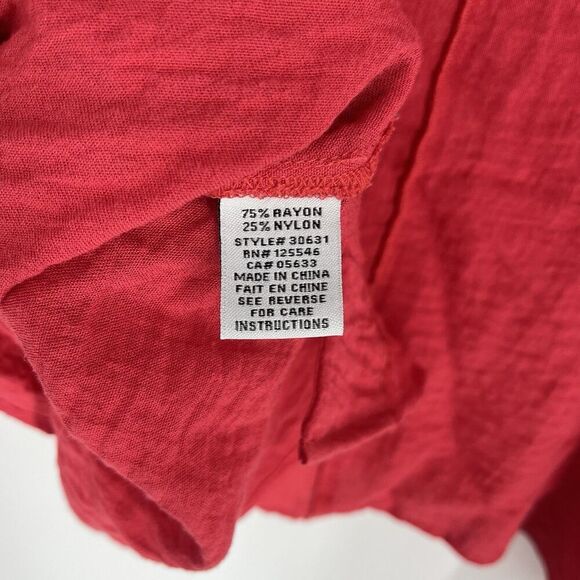 75% RAYON
25% NYLON
STYLE# 30631
RN# 125546
CA# 05633
MADE IN CHINA
FAIT EN CHINE
SEE REVERSE
FOR CARE
INSTRUCTIONS